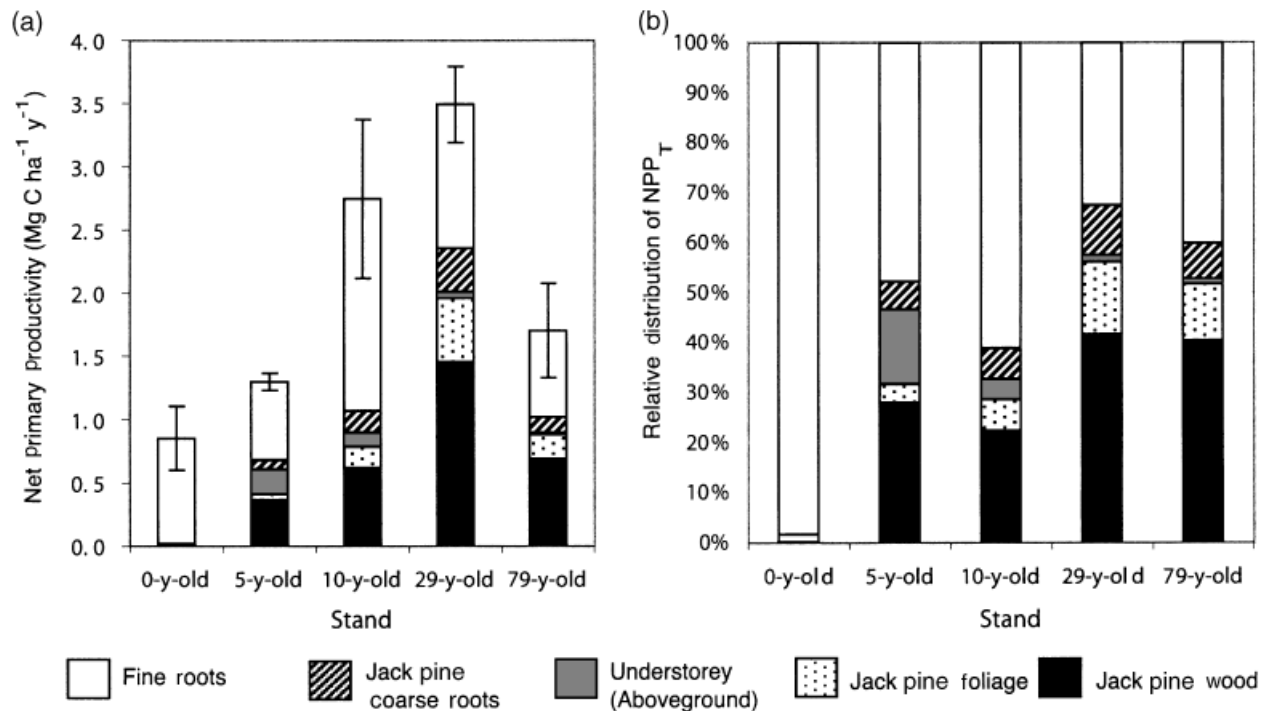 (a)
Net primary productivity (Mg C ha⁻¹ y⁻¹)
4.0
3.5
3.0
2.5
2.0
1.5
1.0
0.5
0.0
0-y-old 5-y-old 10-y-old 29-y-old 79-y-old
Stand
(b)
Relative distribution of NPP_T
100%
90%
80%
70%
60%
50%
40%
30%
20%
10%
0%
0-y-old 5-y-old 10-y-old 29-y-old 79-y-old
Stand
Fine roots
Jack pine
coarse roots
Understorey
(Aboveground)
Jack pine foliage
Jack pine wood